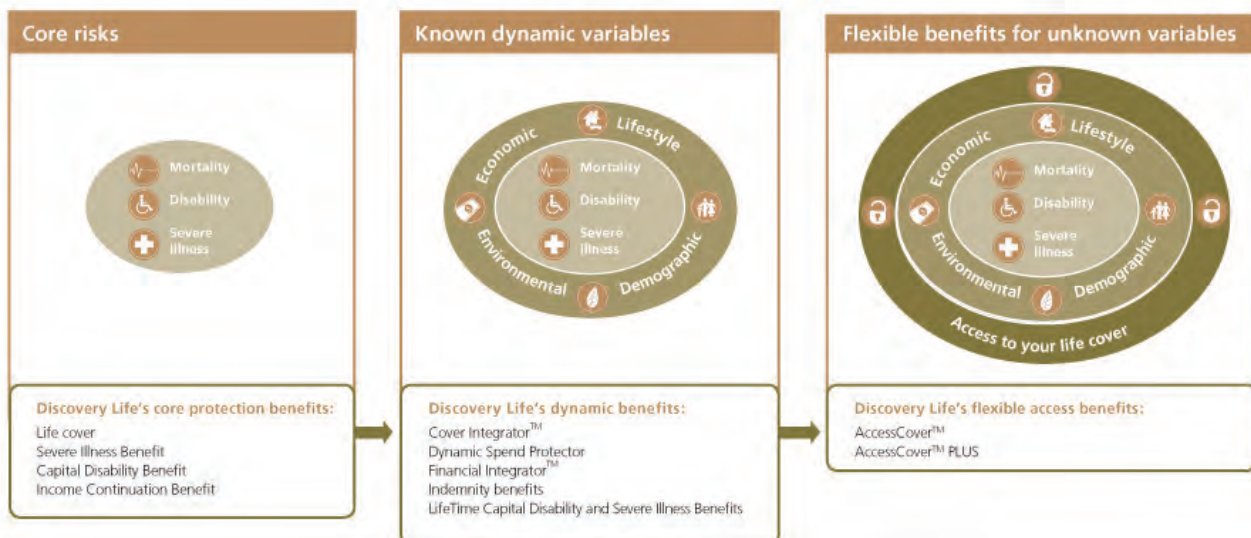 Core risks
Mortality
Disability
Severe
Illness
Discovery Life's core protection benefits:
Life cover
Severe Illness Benefit
Capital Disability Benefit
Income Continuation Benefit
Known dynamic variables
Economic
Lifestyle
Mortality
Disability
Severe
Illness
Environmental
Demographic
Discovery Life's dynamic benefits:
Cover Integrator™
Dynamic Spend Protector
Financial Integrator™
Indemnity benefits
LifeTime Capital Disability and Severe Illness Benefits
Flexible benefits for unknown variables
Economic
Lifestyle
Mortality
Disability
Severe
Illness
Environmental
Demographic
Access to your life cover
Discovery Life's flexible access benefits:
AccessCover™
AccessCover™ PLUS